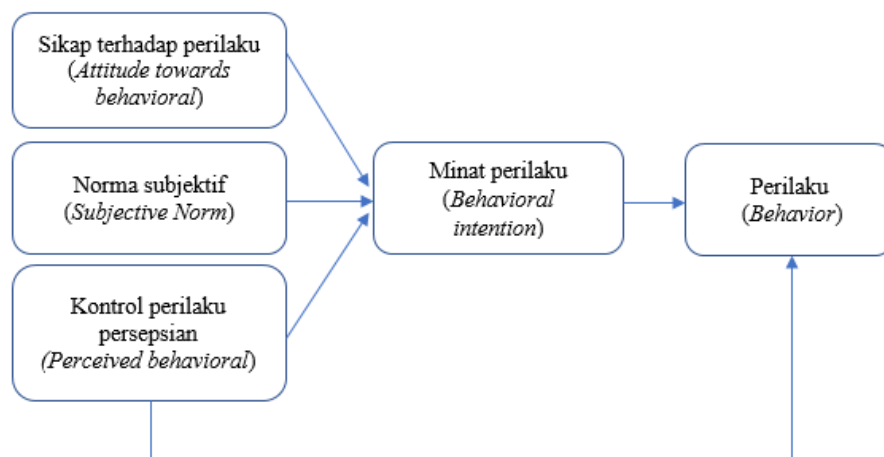 Sikap terhadap perilaku
(Attitude towards
behavioral)
Norma subjektif
(Subjective Norm)
Kontrol perilaku
persepsian
(Perceived behavioral)
Minat perilaku
(Behavioral
intention)
Perilaku
(Behavior)